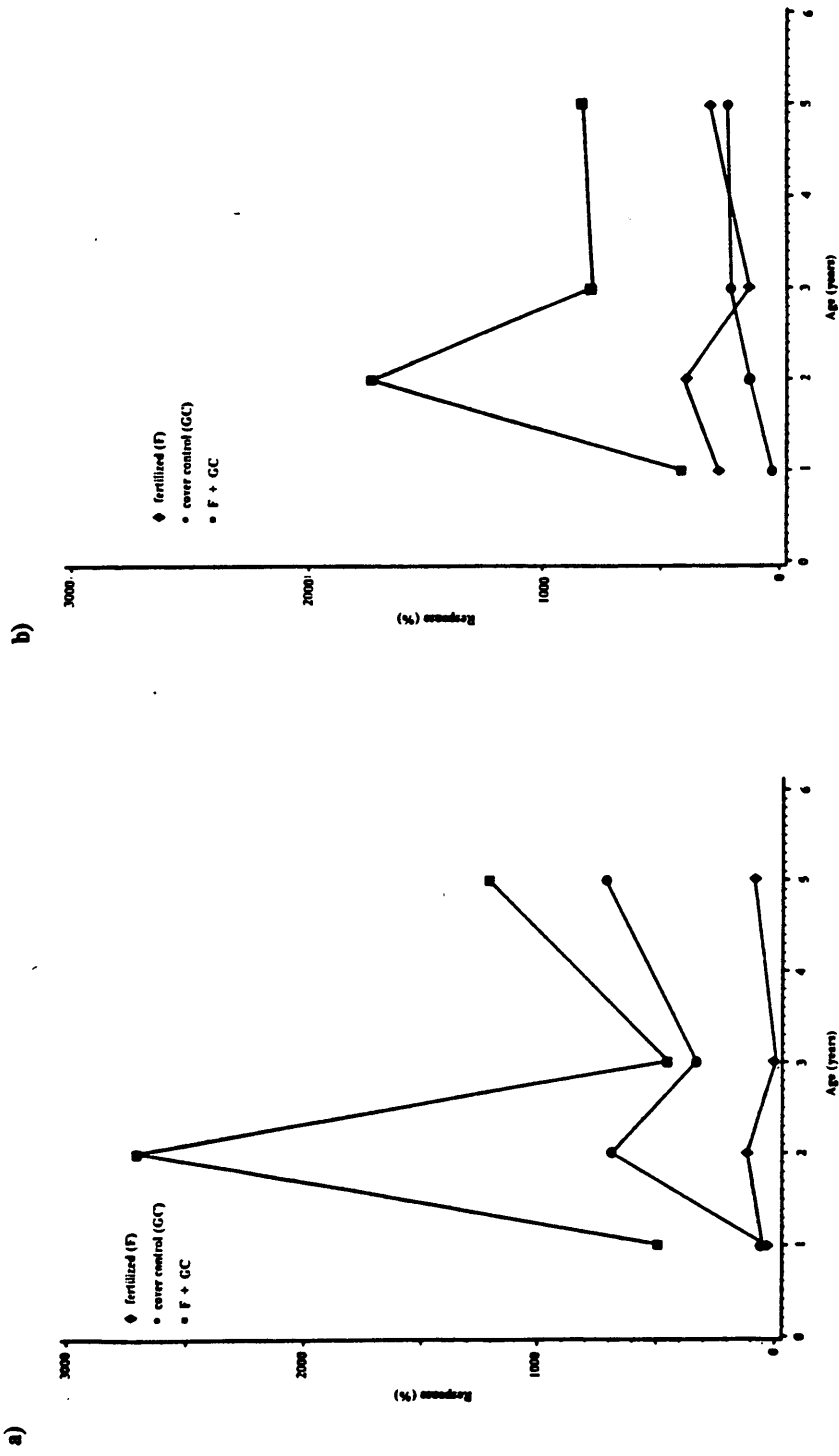 a)
3000
2000
1000
0
Response (%)
◆ fertilized (F)
● cover control (GC)
■ F + GC
0 1 2 3 4 5 6
Age (years)
b)
3000
2000
1000
0
Response (%)
◆ fertilized (F)
● cover control (GC)
■ F + GC
0 1 2 3 4 5 6
Age (years)